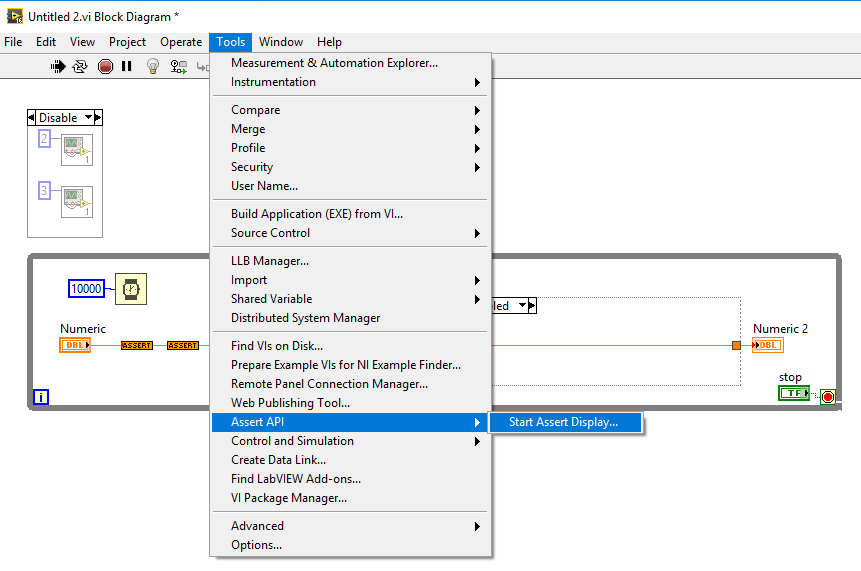 Untitled 2.vi Block Diagram *
File Edit View Project Operate Tools Window Help
Measurement & Automation Explorer...
Instrumentation
Compare
Merge
Profile
Security
User Name...
Build Application (EXE) from VI...
Source Control
LLB Manager...
Import
Shared Variable
Distributed System Manager
Find VIs on Disk...
Prepare Example VIs for NI Example Finder...
Remote Panel Connection Manager...
Web Publishing Tool...
Assert API
Start Assert Display...
Control and Simulation
Create Data Link...
Find LabVIEW Add-ons...
VI Package Manager...
Advanced
Options...
Disable
2
1
3
1
10000
led
Numeric
DBL
ASSERT
ASSERT
Numeric 2
DBL
stop
TF
i